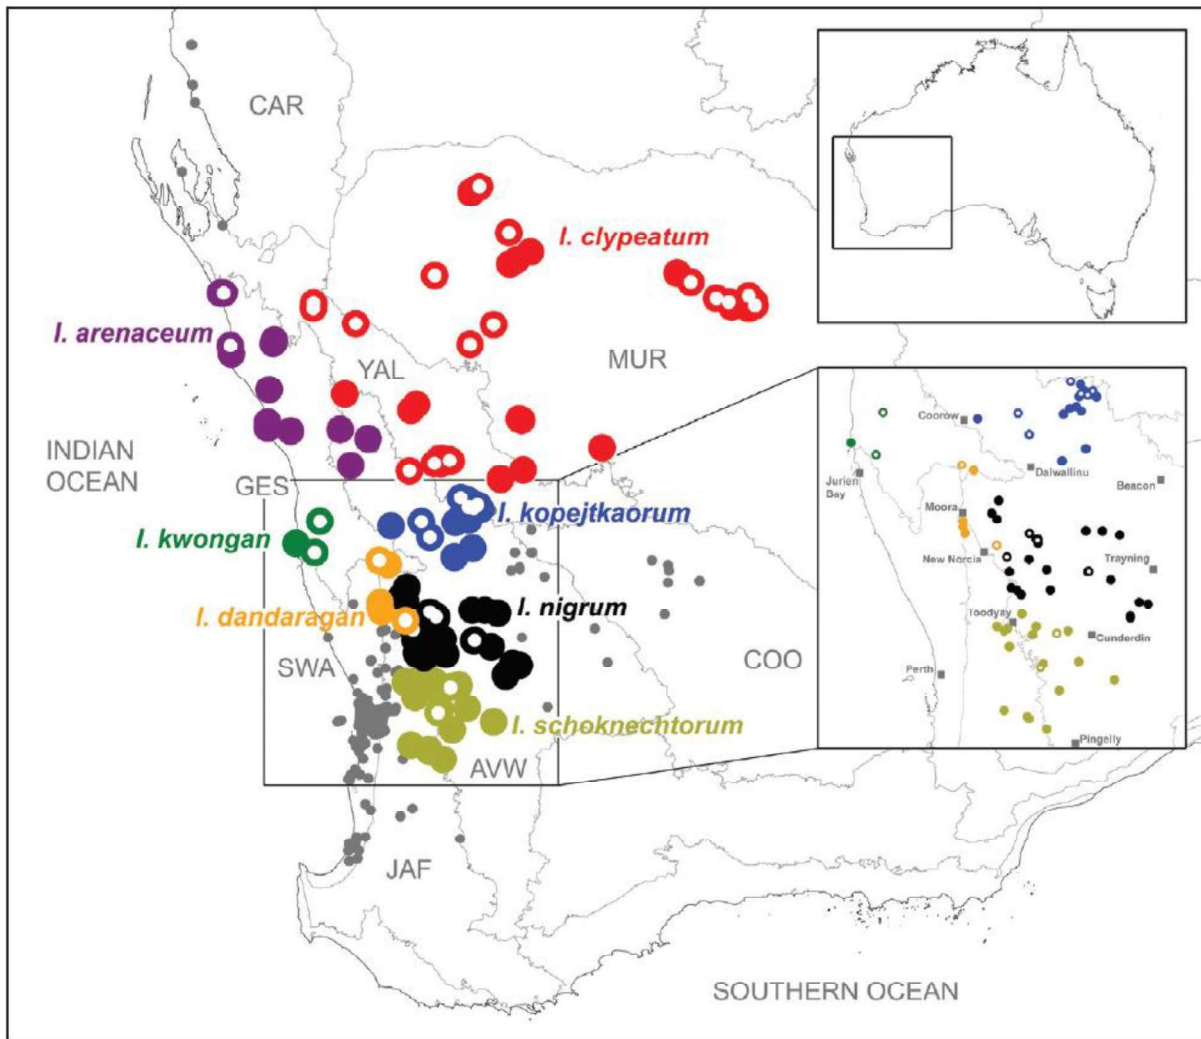 CAR
I. clypeatum
I. arenaceum
YAL
MUR
INDIAN
OCEAN
GES
I. kwongan
I. kopejtkaorum
I. dandaragan
I. nigrum
SWA
COO
I. schoknechtorum
AVW
JAF
SOUTHERN OCEAN
Coorow
Jurien
Bay
Dalwallinu
Beacon
Moora
New Norcia
Trayning
Toodyay
Cunderdin
Perth
Pingelly